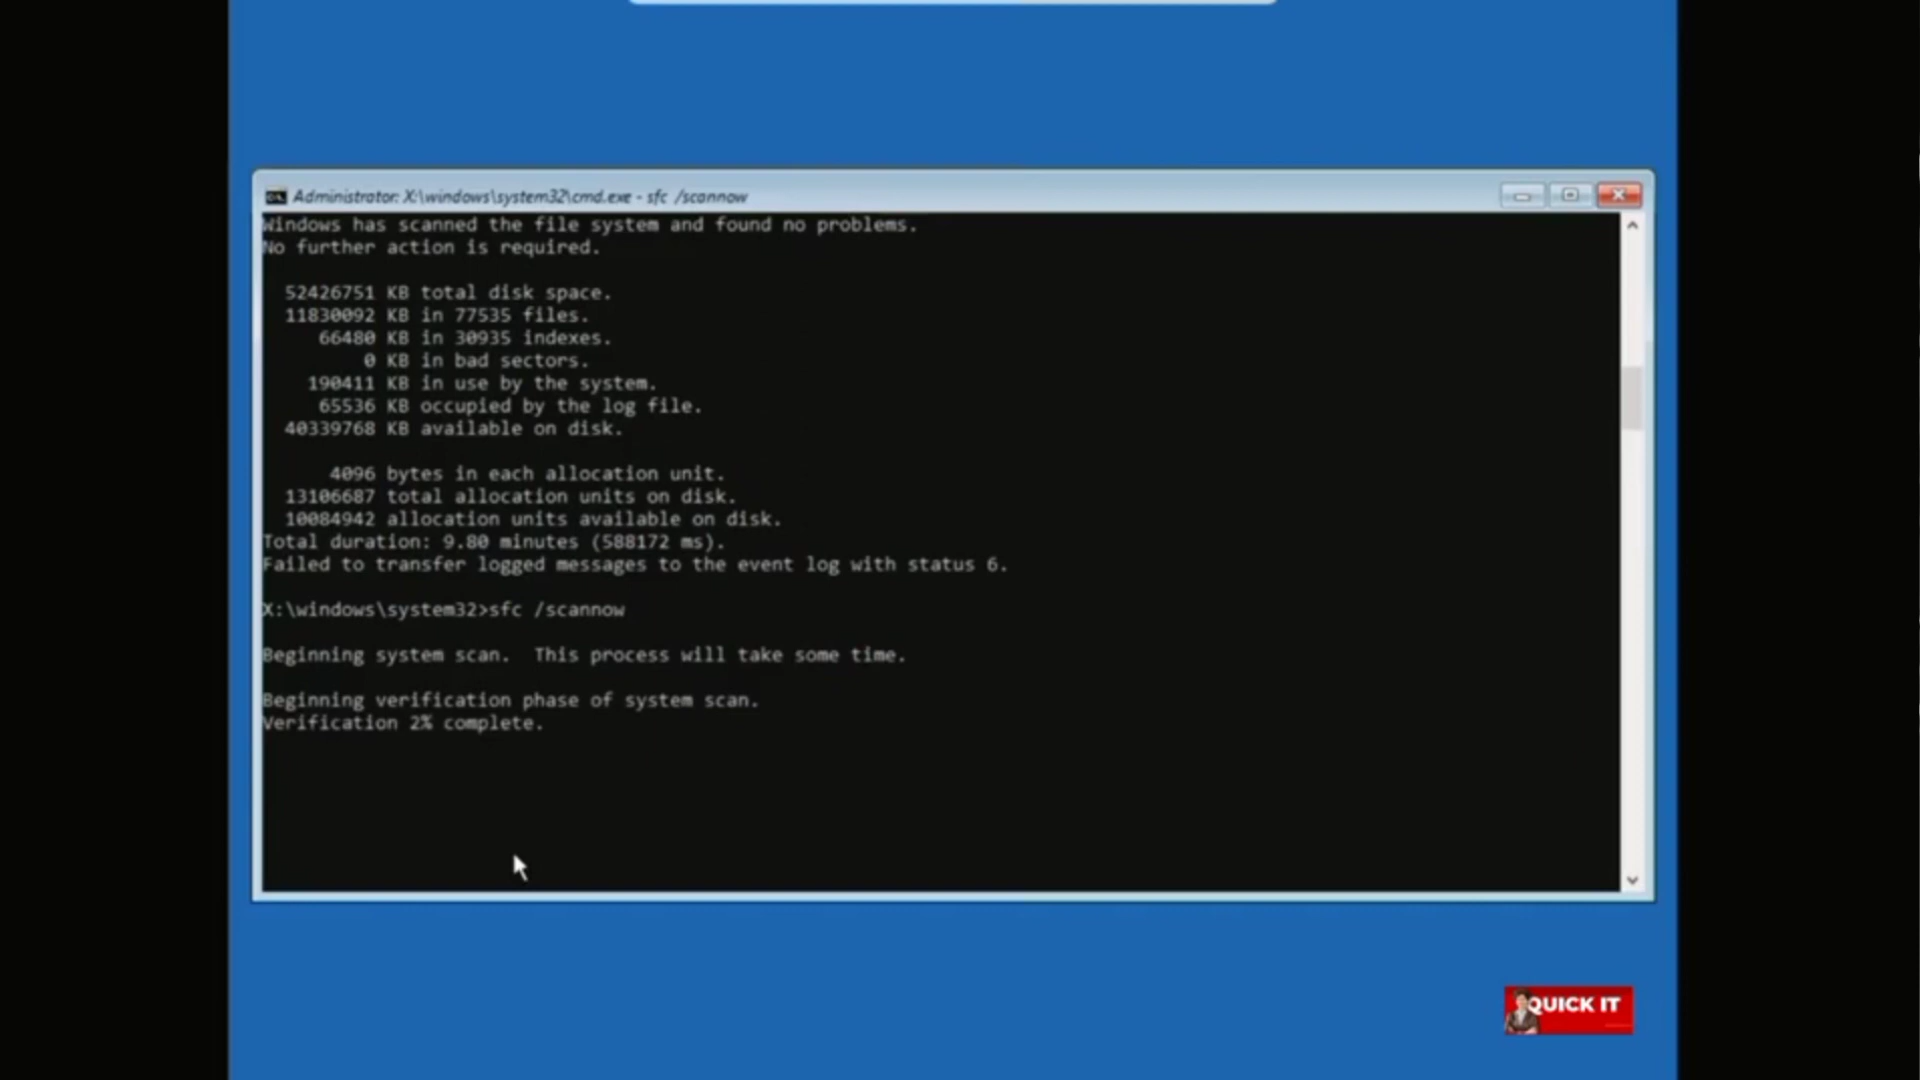 Administrator: X:\windows\system32\cmd.exe - sfc /scannow
Windows has scanned the file system and found no problems.
No further action is required.
52426751 KB total disk space.
11830092 KB in 77535 files.
66480 KB in 30935 indexes.
0 KB in bad sectors.
190411 KB in use by the system.
65536 KB occupied by the log file.
40339768 KB available on disk.
4096 bytes in each allocation unit.
13106687 total allocation units on disk.
10084942 allocation units available on disk.
Total duration: 9.80 minutes (588172 ms).
Failed to transfer logged messages to the event log with status 6.
X:\windows\system32>sfc /scannow
Beginning system scan.  This process will take some time.
Beginning verification phase of system scan.
Verification 2% complete.
QUICK IT